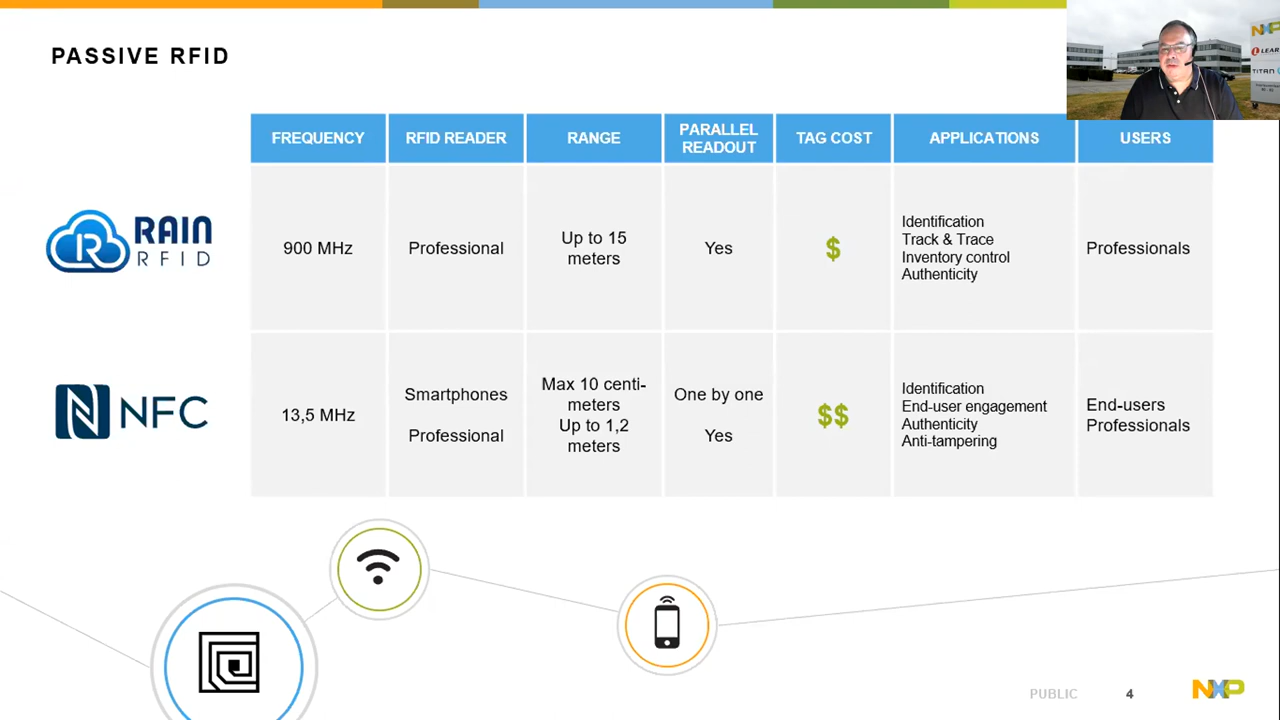 PASSIVE RFID
NXP
LEAR
TITAN
FREQUENCY
RFID READER
RANGE
PARALLEL
READOUT
TAG COST
APPLICATIONS
USERS
RAIN
RFID
900 MHz
Professional
Up to 15
meters
Yes
$
Identification
Track & Trace
Inventory control
Authenticity
Professionals
NFC
13,5 MHz
Smartphones
Professional
Max 10 centi-
meters
Up to 1,2
meters
One by one
Yes
$$
Identification
End-user engagement
Authenticity
Anti-tampering
End-users
Professionals
PUBLIC
4
NXP